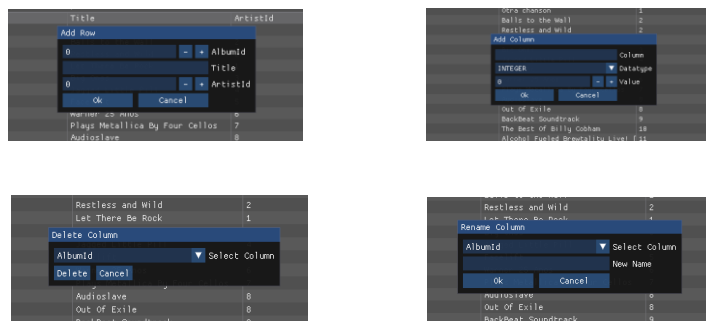 Title ArtistId
Add Row
0 - + AlbumId
Title
0 - + ArtistId
Ok Cancel
Warner 25 Anos 6
Plays Metallica By Four Cellos 7
Audioslave 8
Otra chanson 1
Balls to the Wall 2
Restless and Wild 2
Add Column
Column
INTEGER ▼ Datatype
0 - + Value
Ok Cancel
Out Of Exile 8
BackBeat Soundtrack 9
The Best Of Billy Cobham 10
Alcohol Fueled Brewtality Live! [ 11
Restless and Wild 2
Let There Be Rock 1
Delete Column
AlbumId ▼ Select Column
Delete Cancel
Audioslave 8
Out Of Exile 8
BackBeat Soundtrack 9
Restless and Wild 2
Let There Be Rock 1
Rename Column
AlbumId ▼ Select Column
New Name
Ok Cancel
Audioslave 8
Out Of Exile 8
BackBeat Soundtrack 9